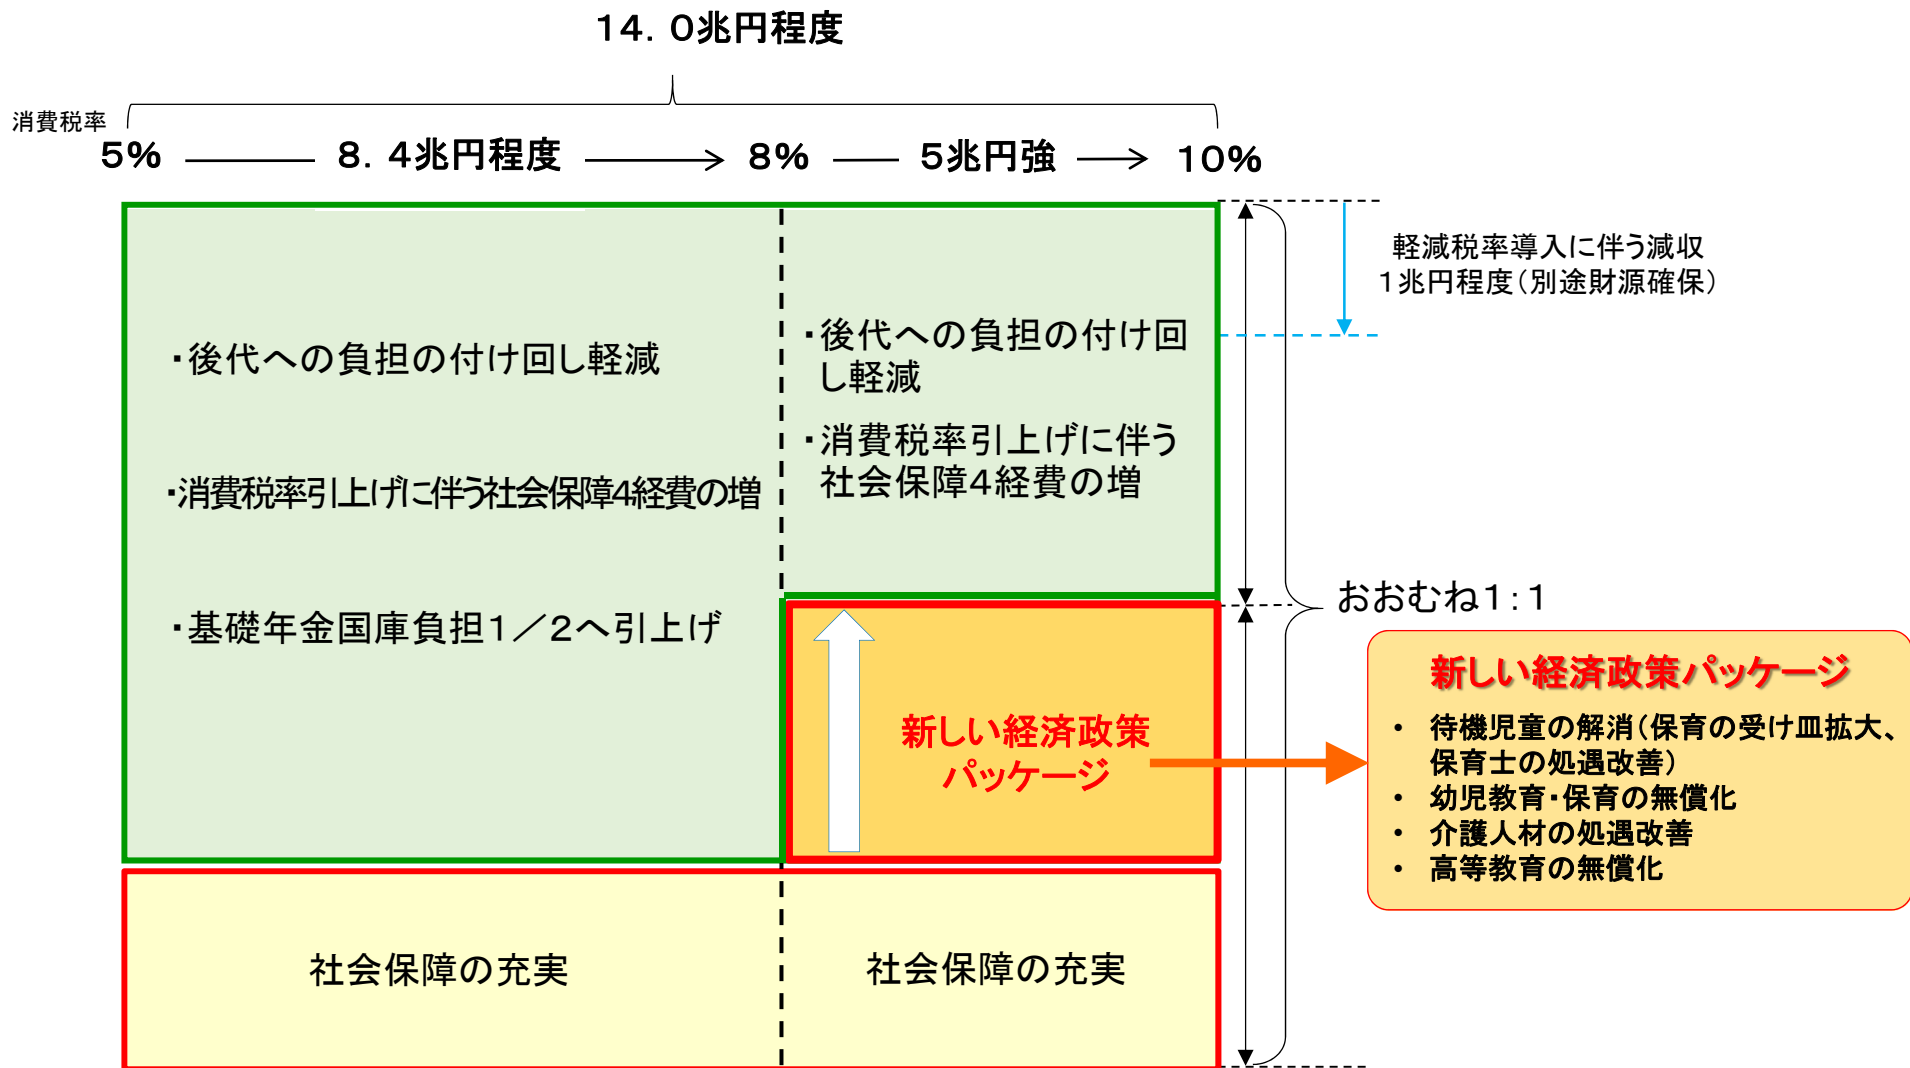 14．0兆円程度
消費税率
5% 8．4兆円程度 8% 5兆円強 10%
軽減税率導入に伴う減収
1兆円程度（別途財源確保）
・後代への負担の付け回し軽減
・消費税率引上げに伴う社会保障4経費の増
・基礎年金国庫負担1／2へ引上げ
・後代への負担の付け回
し軽減
・消費税率引上げに伴う
社会保障4経費の増
おおむね1：1
新しい経済政策
パッケージ
新しい経済政策パッケージ
• 待機児童の解消（保育の受け皿拡大、
保育士の処遇改善）
• 幼児教育・保育の無償化
• 介護人材の処遇改善
• 高等教育の無償化
社会保障の充実
社会保障の充実